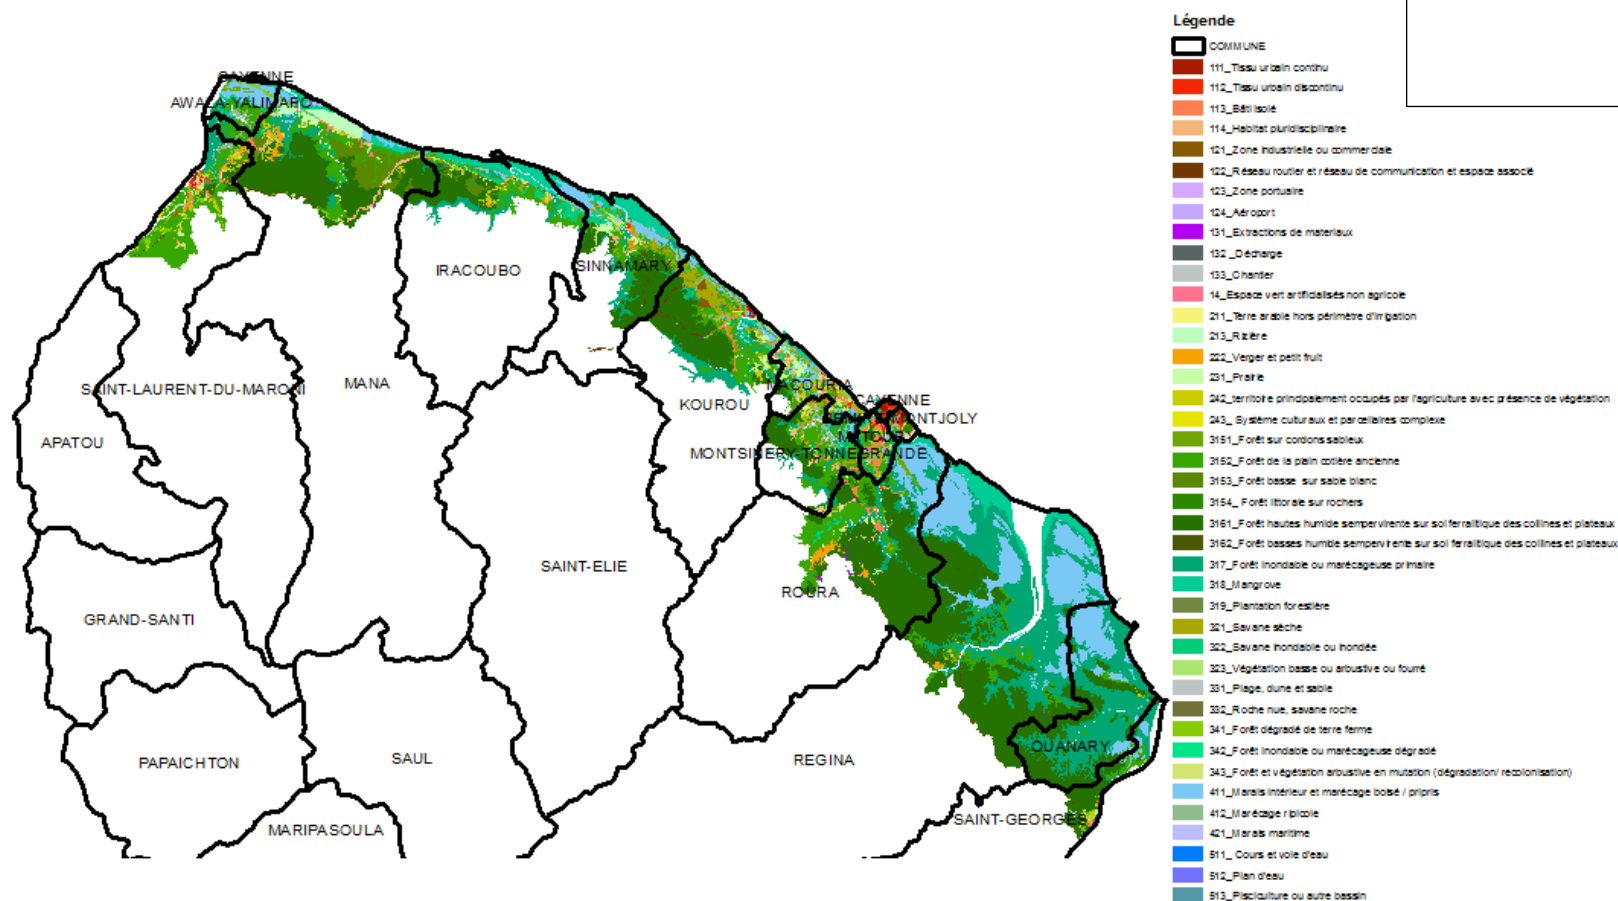 CAYENNE
AWALA-YALIMAPO
IRACOUBO
SINNAMARY
SAINT-LAURENT-DU-MARONI
MANA
MACOURIA
CAYENNE
KOUROU
MONTJOLY
APATOU
MATOURY
MONTSINERY-TONNEGRANDE
SAINT-ELIE
ROURA
GRAND-SANTI
OUANARY
PAPAICHTON
SAUL
REGINA
MARIPASOULA
SAINT-GEORGES
Légende
COMMUNE
111_Tissu urbain continu
112_Tissu urbain discontinu
113_Bâti isolé
114_Habitat pluridisciplinaire
121_Zone industrielle ou commerciale
122_Réseau routier et réseau de communication et espace associé
123_Zone portuaire
124_Aéroport
131_Extractions de materiaux
132_Décharge
133_Chantier
14_Espace vert artificialisés non agricole
211_Terre arable hors périmètre d'irrigation
213_Rizière
222_Verger et petit fruit
231_Prairie
242_territoire principalement occupés par l'agriculture avec présence de végétation
243_ Système culturaux et parcellaires complexe
3151_Forêt sur cordons sableux
3152_Forêt de la plain cotière ancienne
3153_Forêt basse sur sable blanc
3154_ Forêt littorale sur rochers
3161_Forêt hautes humide sempervirente sur sol ferralitique des collines et plateaux
3162_Forêt basses humide sempervirente sur sol ferralitique des collines et plateaux
317_Forêt inondable ou marécageuse primaire
318_Mangrove
319_Plantation forestière
321_Savane sèche
322_Savane inondable ou inondée
323_Végétation basse ou arbustive ou fourré
331_Plage, dune et sable
332_Roche nue, savane roche
341_Forêt dégradé de terre ferme
342_Forêt inondable ou marécageuse dégradé
343_Forêt et végétation arbustive en mutation (dégradation/ recolonisation)
411_Marais intérieur et marécage boisé / pripris
412_Marécage ripicole
421_Marais maritime
511_ Cours et voie d'eau
512_Plan d'eau
513_Pisciculture ou autre bassin